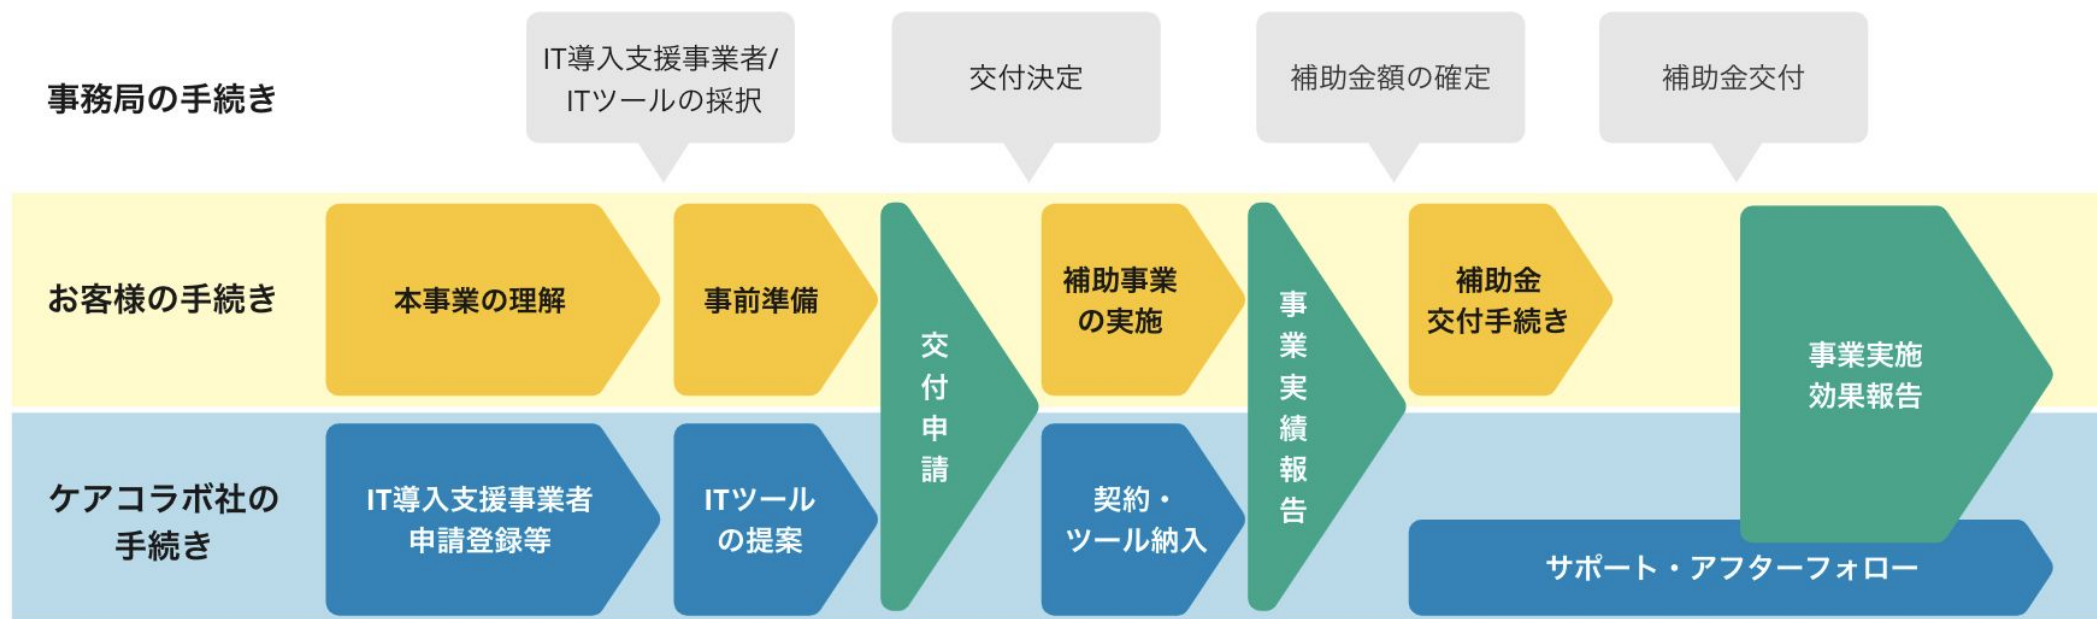 事務局の手続き
IT導入支援事業者/
ITツールの採択
交付決定
補助金額の確定
補助金交付
お客様の手続き
本事業の理解
事前準備
交付申請
補助事業
の実施
事業実績報告
補助金
交付手続き
事業実施
効果報告
ケアコラボ社の
手続き
IT導入支援事業者
申請登録等
ITツール
の提案
契約・
ツール納入
サポート・アフターフォロー